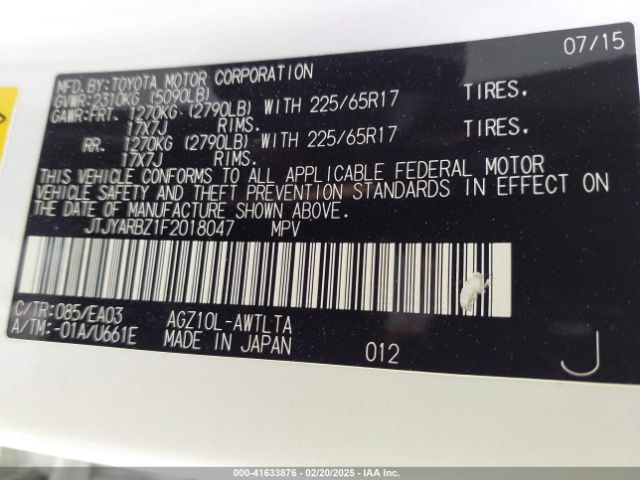 07/15
MFD.BY:TOYOTA MOTOR CORPORATION
GVWR:2310KG (5090LB)
GAWR:FRT. 1270KG (2790LB) WITH 225/65R17 TIRES.
17X7J RIMS.
RR. 1270KG (2790LB) WITH 225/65R17 TIRES.
17X7J RIMS.
THIS VEHICLE CONFORMS TO ALL APPLICABLE FEDERAL MOTOR
VEHICLE SAFETY AND THEFT PREVENTION STANDARDS IN EFFECT ON
THE DATE OF MANUFACTURE SHOWN ABOVE.
JTJYARBZ1F2018047 MPV
C/TR:085/EA03 AGZ10L-AWTLTA
A/TM:-01A/U661E MADE IN JAPAN 012 J
000-41633876 | 02/20/2025 | IAA Inc.